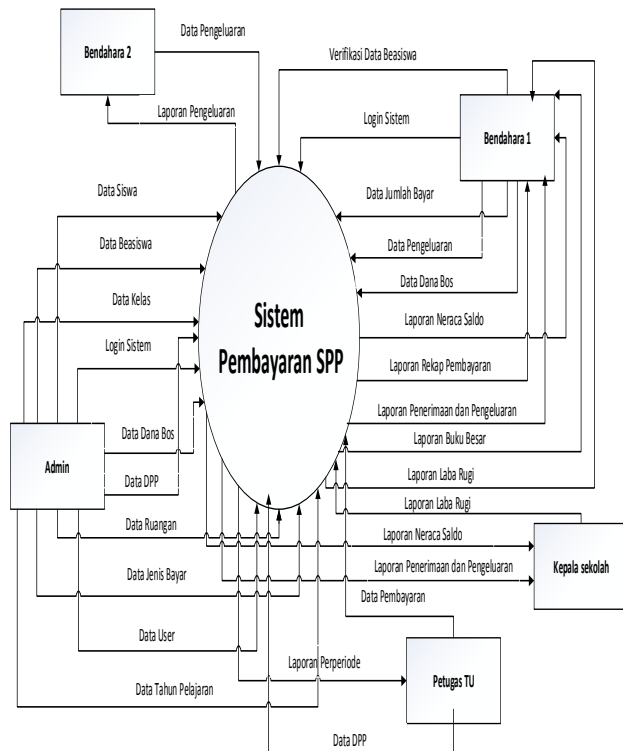 Data Pengeluaran
Bendahara 2
Verifikasi Data Beasiswa
Laporan Pengeluaran
Login Sistem
Bendahara 1
Data Siswa
Data Jumlah Bayar
Data Beasiswa
Data Pengeluaran
Data Kelas
Data Dana Bos
Sistem
Pembayaran SPP
Laporan Neraca Saldo
Login Sistem
Laporan Rekap Pembayaran
Laporan Penerimaan dan Pengeluaran
Data Dana Bos
Laporan Buku Besar
Admin
Data DPP
Laporan Laba Rugi
Laporan Laba Rugi
Data Ruangan
Laporan Neraca Saldo
Kepala sekolah
Data Jenis Bayar
Laporan Penerimaan dan Pengeluaran
Data Pembayaran
Data User
Laporan Perperiode
Petugas TU
Data Tahun Pelajaran
Data DPP